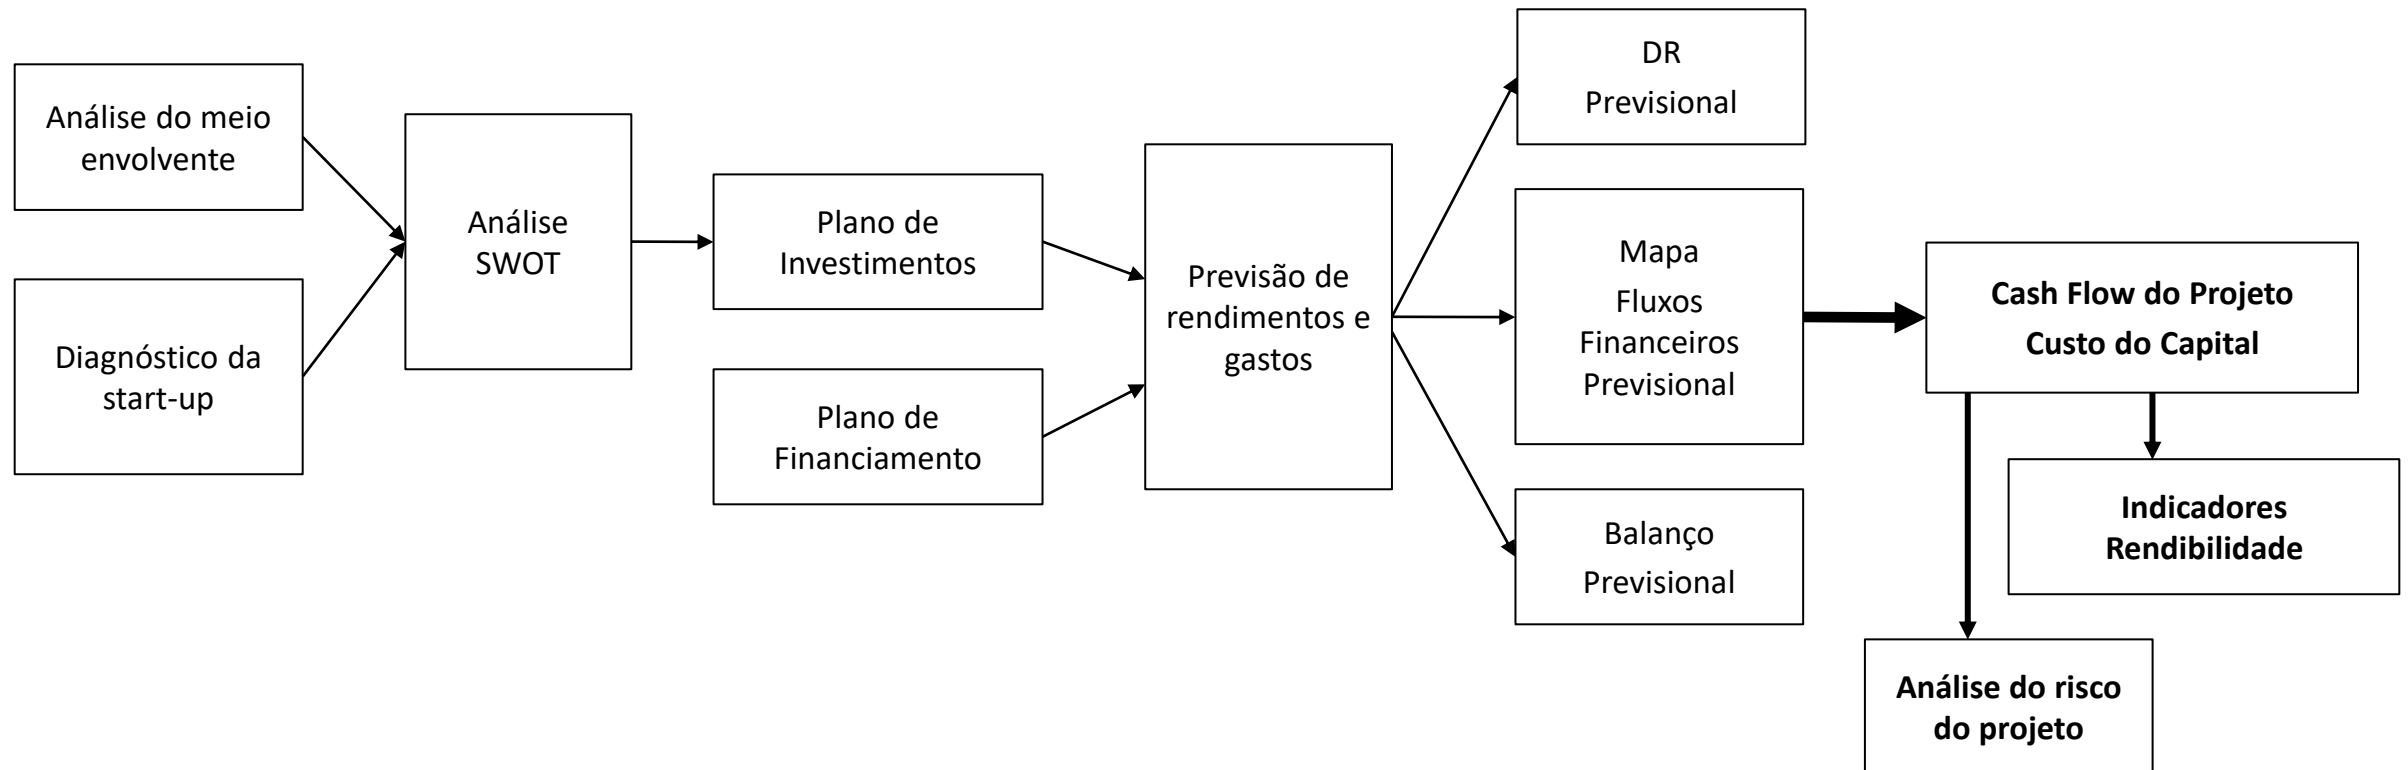 Análise do meio
envolvente
Diagnóstico da
start-up
Análise
SWOT
Plano de
Investimentos
Plano de
Financiamento
Previsão de
rendimentos e
gastos
DR
Previsional
Mapa
Fluxos
Financeiros
Previsional
Balanço
Previsional
Cash Flow do Projeto
Custo do Capital
Indicadores
Rendibilidade
Análise do risco
do projeto